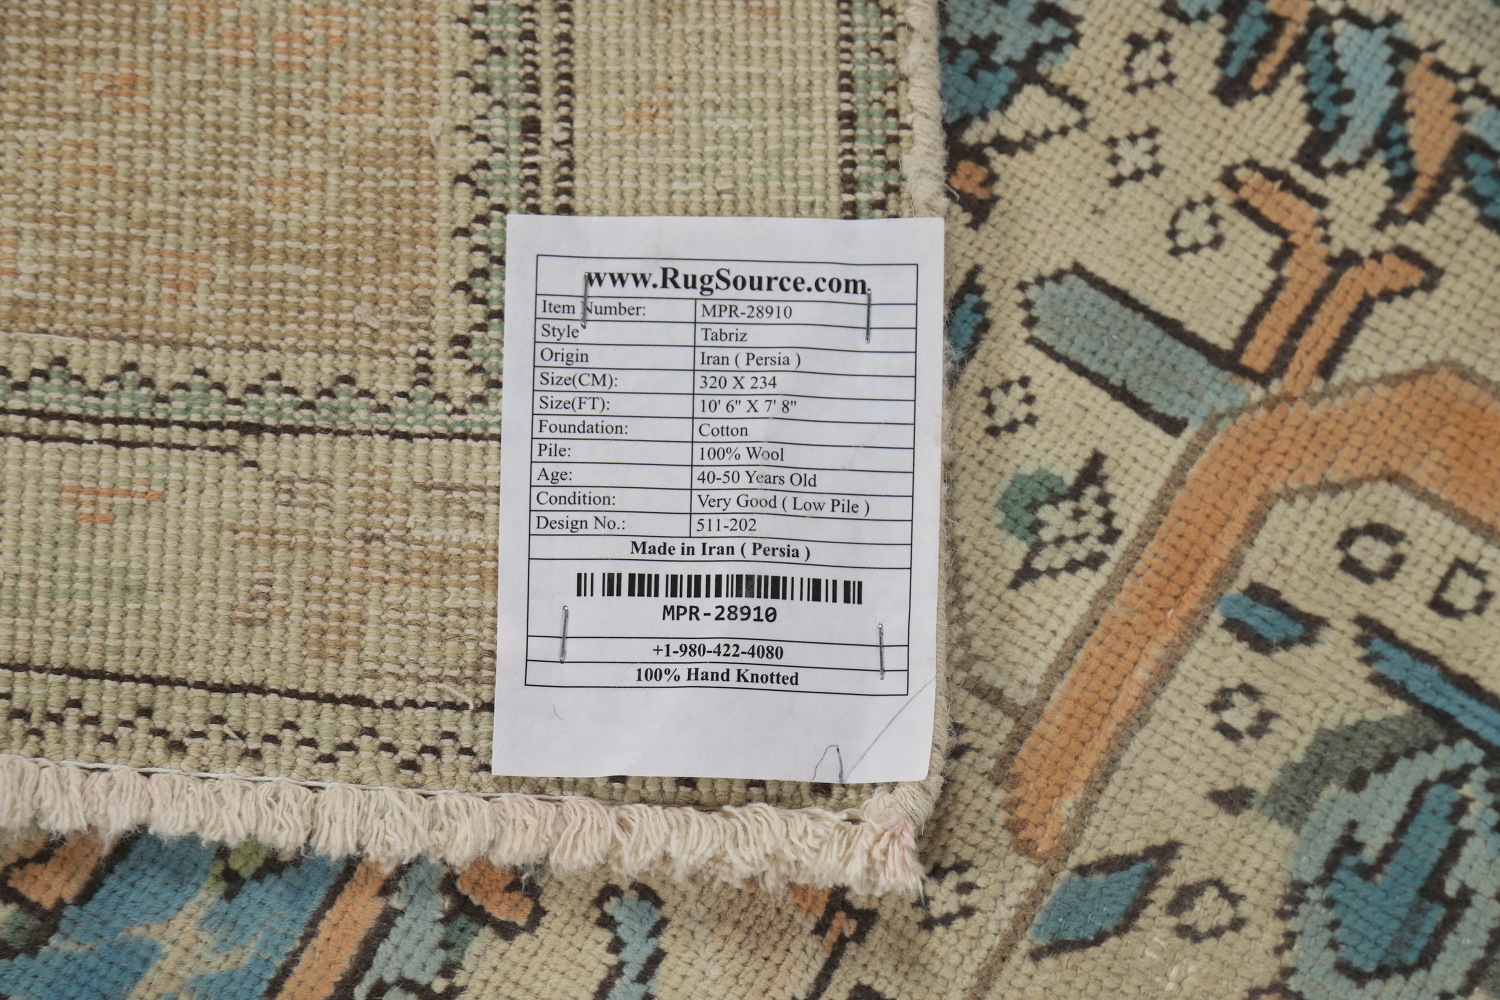 www.RugSource.com
Item Number: MPR-28910
Style Tabriz
Origin Iran ( Persia )
Size(CM): 320 X 234
Size(FT): 10' 6" X 7' 8"
Foundation: Cotton
Pile: 100% Wool
Age: 40-50 Years Old
Condition: Very Good ( Low Pile )
Design No.: 511-202
Made in Iran ( Persia )
MPR-28910
+1-980-422-4080
100% Hand Knotted